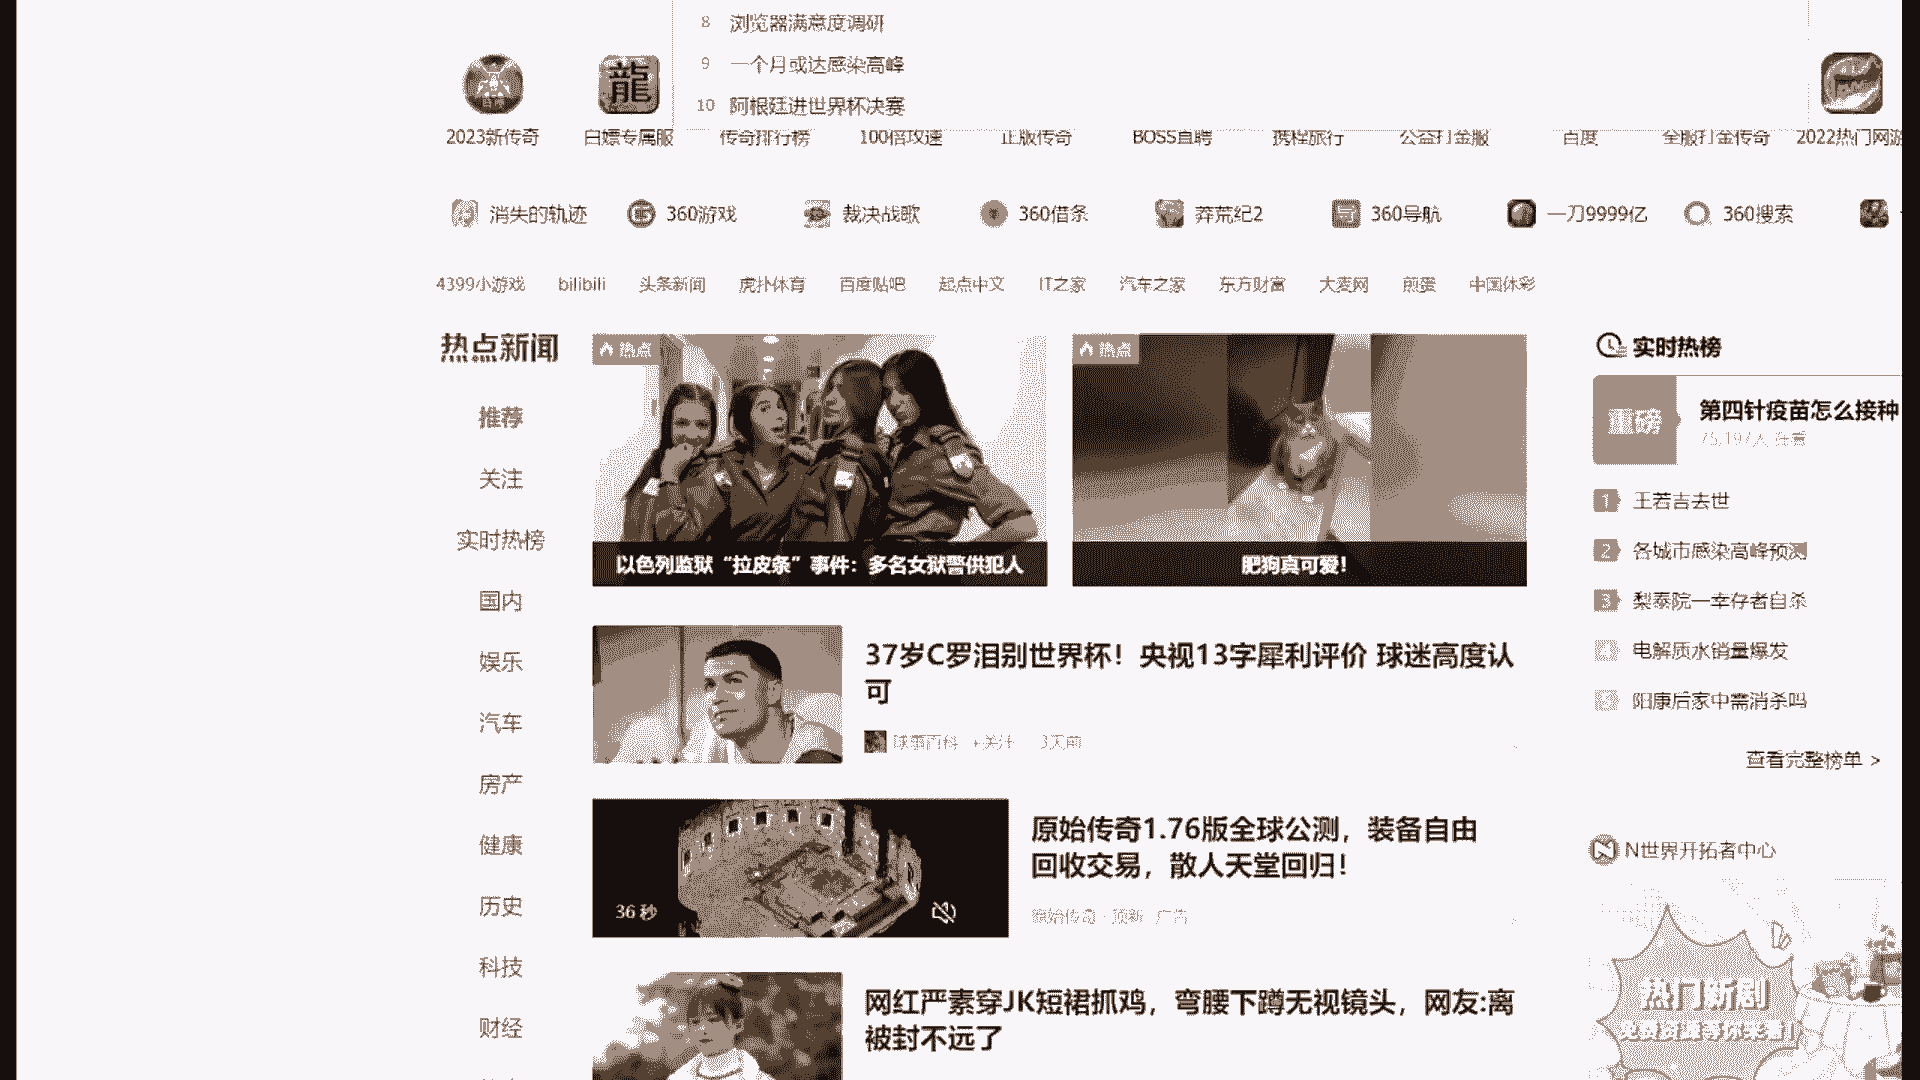 8 浏览器满意度调研
9 一个月或达感染高峰
10 阿根廷进世界杯决赛
龍
2023新传奇
白嫖专属服
传奇排行榜
100倍攻速
正版传奇
BOSS直聘
携程旅行
公益打金服
百度
全服打金传奇
2022热门网游
消失的轨迹
360游戏
裁决战歌
360借条
莽荒纪2
360导航
一刀9999亿
360搜索
4399小游戏
bilibili
头条新闻
虎扑体育
百度贴吧
起点中文
IT之家
汽车之家
东方财富
大麦网
煎蛋
中国体彩
热点新闻
推荐
关注
实时热榜
国内
娱乐
汽车
房产
健康
历史
科技
财经
热点
以色列监狱“拉皮条”事件：多名女狱警供犯人
热点
肥狗真可爱！
37岁C罗泪别世界杯！央视13字犀利评价 球迷高度认
可
+关注 3天前
36 秒
原始传奇1.76版全球公测，装备自由
回收交易，散人天堂回归！
原始传奇·顶新 广告
网红严素穿JK短裙抓鸡，弯腰下蹲无视镜头，网友:离
被封不远了
实时热榜
重磅
第四针疫苗怎么接种
75,197人 在看
1 王若吉去世
2 各城市感染高峰预测
3 梨泰院一幸存者自杀
4 电解质水销量爆发
5 阳康后家中需消杀吗
查看完整榜单 >
N世界开拓者中心
热门新剧
免费资源等你来看